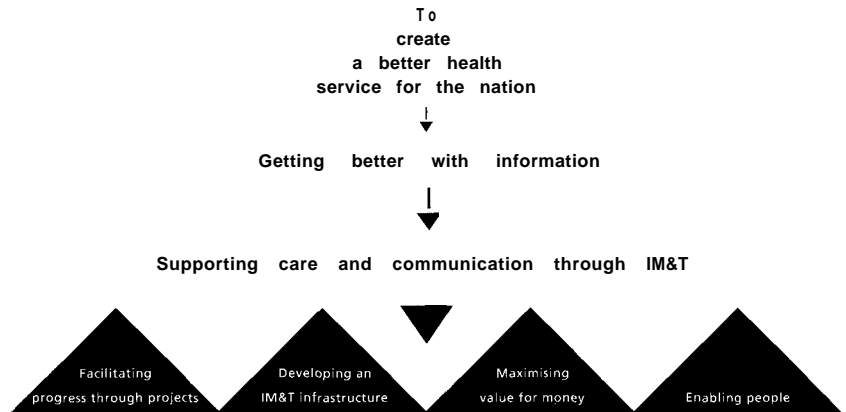 To
create
a better health
service for the nation
Getting better with information
Supporting care and communication through IM&T
Facilitating
progress through projects
Developing an
IM&T infrastructure
Maximising
value for money
Enabling people